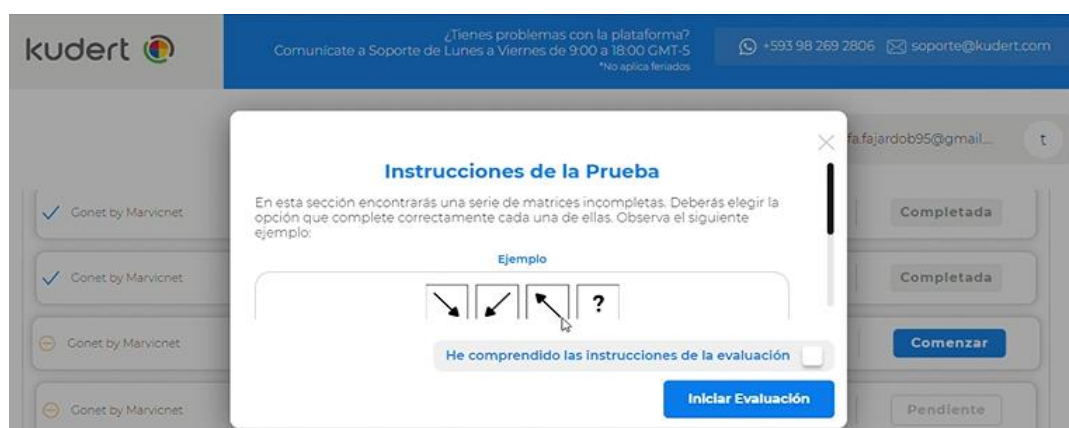 kudert
¿Tienes problemas con la plataforma?
Comunícate a Soporte de Lunes a Viernes de 9:00 a 18:00 GMT-5
*No aplica feriados
+593 98 269 2806 soporte@kudert.com
fa.fajardob95@gmail... t
Instrucciones de la Prueba
En esta sección encontrarás una serie de matrices incompletas. Deberás elegir la
opción que complete correctamente cada una de ellas. Observa el siguiente
ejemplo:
Ejemplo
?
Gonet by Marvicnet Completada
Gonet by Marvicnet Completada
Gonet by Marvicnet Comenzar
He comprendido las instrucciones de la evaluación
Iniciar Evaluación
Gonet by Marvicnet Pendiente